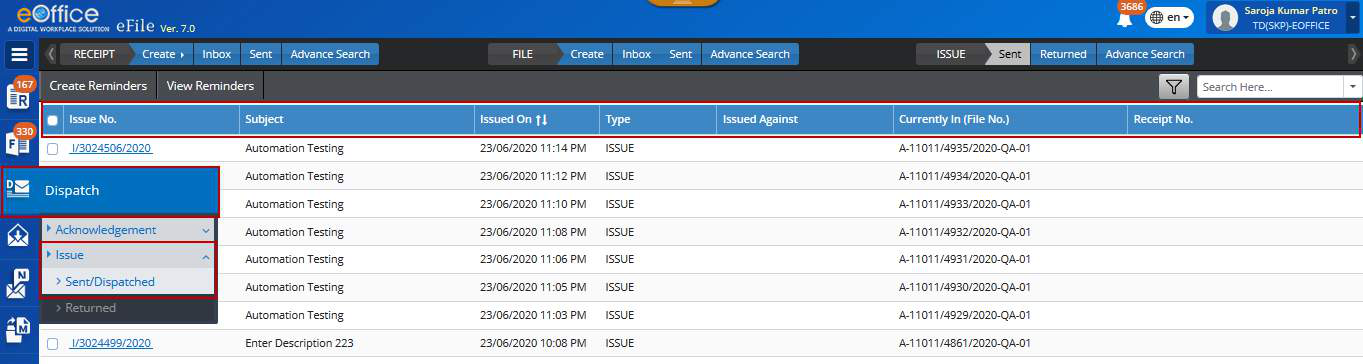 eOffice
A DIGITAL WORKPLACE SOLUTION
eFile Ver. 7.0
3686
en
Saroja Kumar Patro
TD(SKP)-EOFFICE
RECEIPT Create Inbox Sent Advance Search FILE Create Inbox Sent Advance Search ISSUE Sent Returned Advance Search
167
R
Create Reminders View Reminders Search Here...
Issue No. Subject Issued On Type Issued Against Currently In (File No.) Receipt No.
330
F
I/3024506/2020 Automation Testing 23/06/2020 11:14 PM ISSUE A-11011/4935/2020-QA-01
Automation Testing 23/06/2020 11:12 PM ISSUE A-11011/4934/2020-QA-01
D
Dispatch
Automation Testing 23/06/2020 11:10 PM ISSUE A-11011/4933/2020-QA-01
Acknowledgement
Automation Testing 23/06/2020 11:08 PM ISSUE A-11011/4932/2020-QA-01
Issue
Automation Testing 23/06/2020 11:06 PM ISSUE A-11011/4931/2020-QA-01
N
Sent/Dispatched
Automation Testing 23/06/2020 11:05 PM ISSUE A-11011/4930/2020-QA-01
Returned
Automation Testing 23/06/2020 11:03 PM ISSUE A-11011/4929/2020-QA-01
M
I/3024499/2020 Enter Description 223 23/06/2020 10:08 PM ISSUE A-11011/4861/2020-QA-01